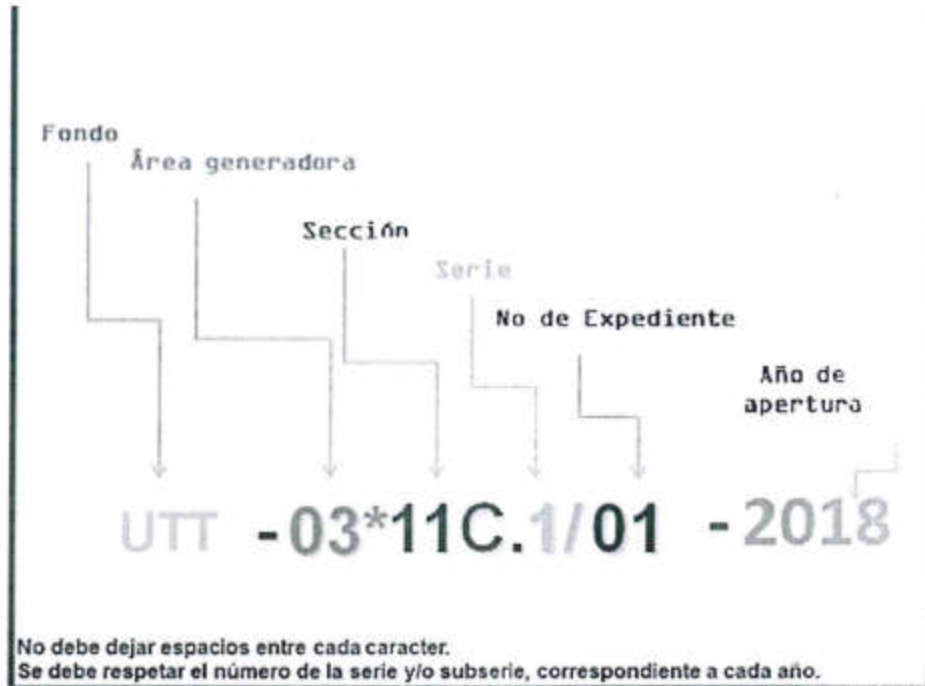 Fondo
Área generadora
Sección
Serie
No de Expediente
Año de
apertura
UTT -03*11C.1/01 -2018
No debe dejar espacios entre cada caracter.
Se debe respetar el número de la serie y/o subserie, correspondiente a cada año.